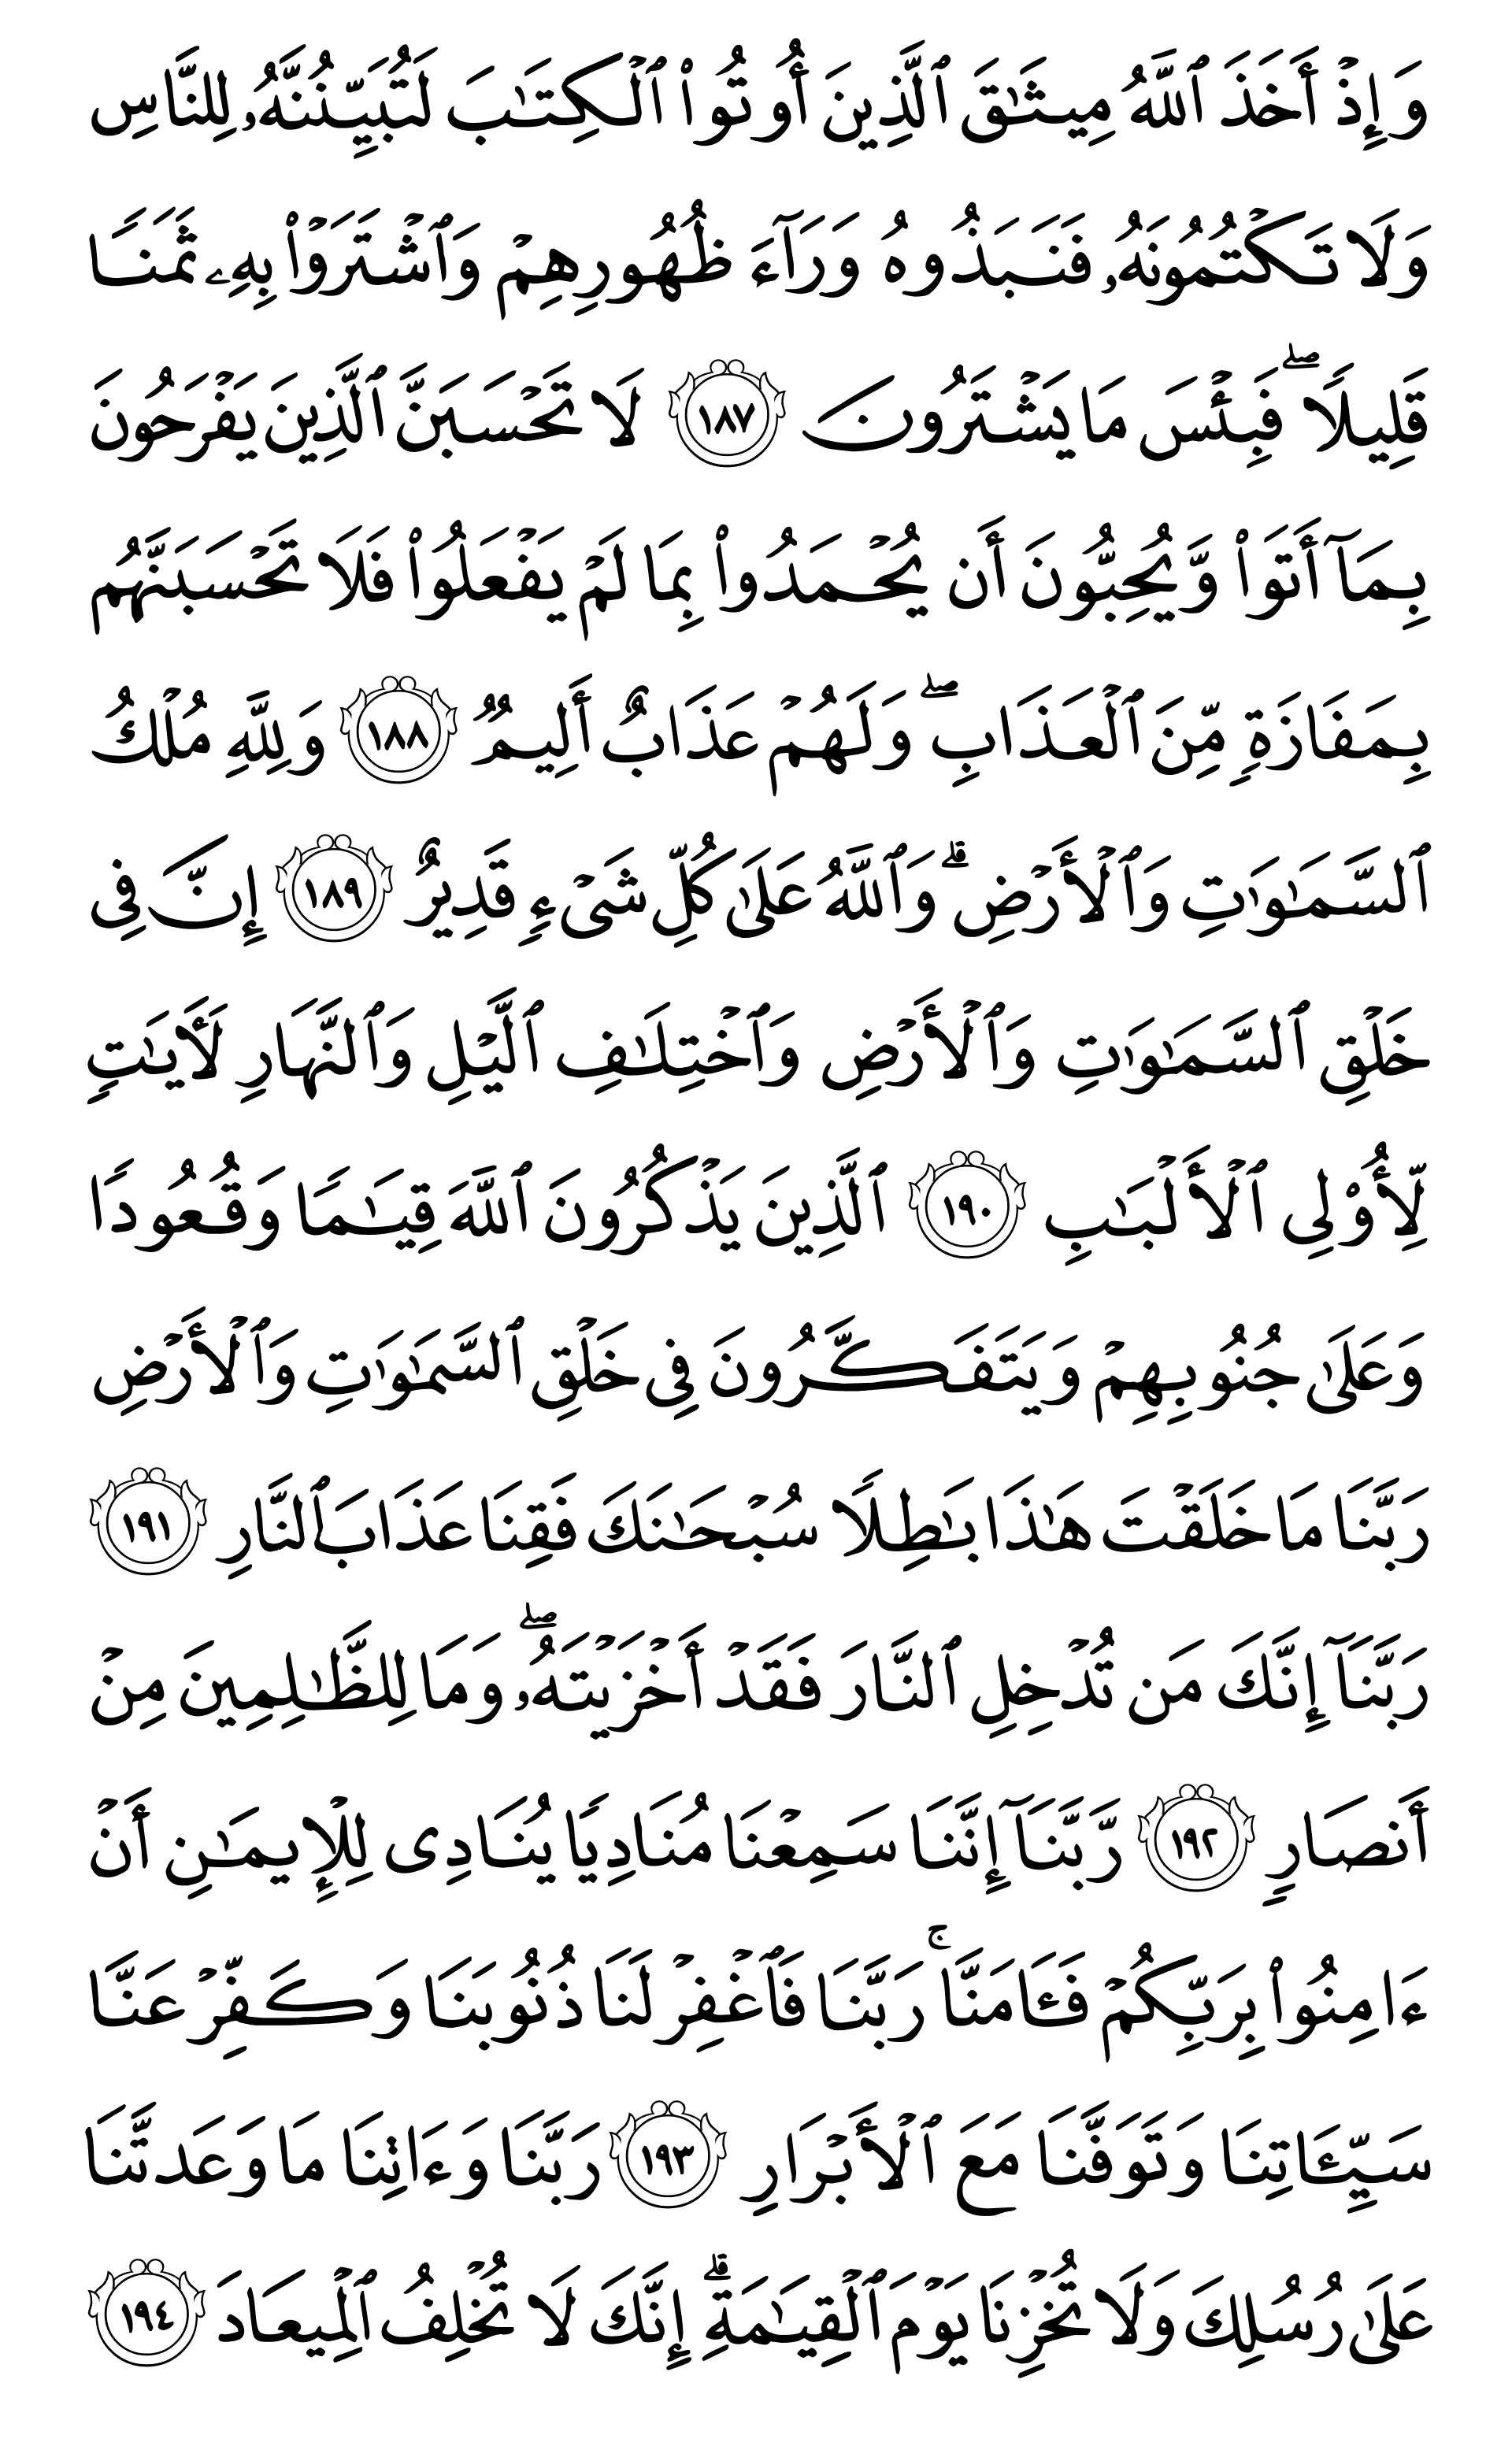 وَإِذۡ أَخَذَ ٱللَّهُ مِيثَٰقَ ٱلَّذِينَ أُوتُواْ ٱلۡكِتَٰبَ لَتُبَيِّنُنَّهُۥ لِلنَّاسِ
وَلَا تَكۡتُمُونَهُۥ فَنَبَذُوهُ وَرَآءَ ظُهُورِهِمۡ وَٱشۡتَرَوۡاْ بِهِۦ ثَمَنٗا
قَلِيلٗاۖ فَبِئۡسَ مَا يَشۡتَرُونَ ١٨٧ لَا تَحۡسَبَنَّ ٱلَّذِينَ يَفۡرَحُونَ
بِمَآ أَتَواْ وَّيُحِبُّونَ أَن يُحۡمَدُواْ بِمَا لَمۡ يَفۡعَلُواْ فَلَا تَحۡسَبَنَّهُم
بِمَفَازَةٖ مِّنَ ٱلۡعَذَابِۖ وَلَهُمۡ عَذَابٌ أَلِيمٞ ١٨٨ وَلِلَّهِ مُلۡكُ
ٱلسَّمَٰوَٰتِ وَٱلۡأَرۡضِۗ وَٱللَّهُ عَلَىٰ كُلِّ شَيۡءٖ قَدِيرٌ ١٨٩ إِنَّ فِي
خَلۡقِ ٱلسَّمَٰوَٰتِ وَٱلۡأَرۡضِ وَٱخۡتِلَٰفِ ٱلَّيۡلِ وَٱلنَّهَارِ لَأٓيَٰتٖ
لِّأُوْلِي ٱلۡأَلۡبَٰبِ ١٩٠ ٱلَّذِينَ يَذۡكُرُونَ ٱللَّهَ قِيَٰمٗا وَقُعُودٗا
وَعَلَىٰ جُنُوبِهِمۡ وَيَتَفَكَّرُونَ فِي خَلۡقِ ٱلسَّمَٰوَٰتِ وَٱلۡأَرۡضِ
رَبَّنَا مَا خَلَقۡتَ هَٰذَا بَٰطِلٗا سُبۡحَٰنَكَ فَقِنَا عَذَابَ ٱلنَّارِ ١٩١
رَبَّنَآ إِنَّكَ مَن تُدۡخِلِ ٱلنَّارَ فَقَدۡ أَخۡزَيۡتَهُۥۖ وَمَا لِلظَّٰلِمِينَ مِنۡ
أَنصَارٖ ١٩٢ رَّبَّنَآ إِنَّنَا سَمِعۡنَا مُنَادِيٗا يُنَادِي لِلۡإِيمَٰنِ أَنۡ
ءَامِنُواْ بِرَبِّكُمۡ فَـَٔامَنَّاۚ رَبَّنَا فَٱغۡفِرۡ لَنَا ذُنُوبَنَا وَكَفِّرۡ عَنَّا
سَيِّـَٔاتِنَا وَتَوَفَّنَا مَعَ ٱلۡأَبۡرَارِ ١٩٣ رَبَّنَا وَءَاتِنَا مَا وَعَدتَّنَا
عَلَىٰ رُسُلِكَ وَلَا تُخۡزِنَا يَوۡمَ ٱلۡقِيَٰمَةِۗ إِنَّكَ لَا تُخۡلِفُ ٱلۡمِيعَادَ ١٩٤